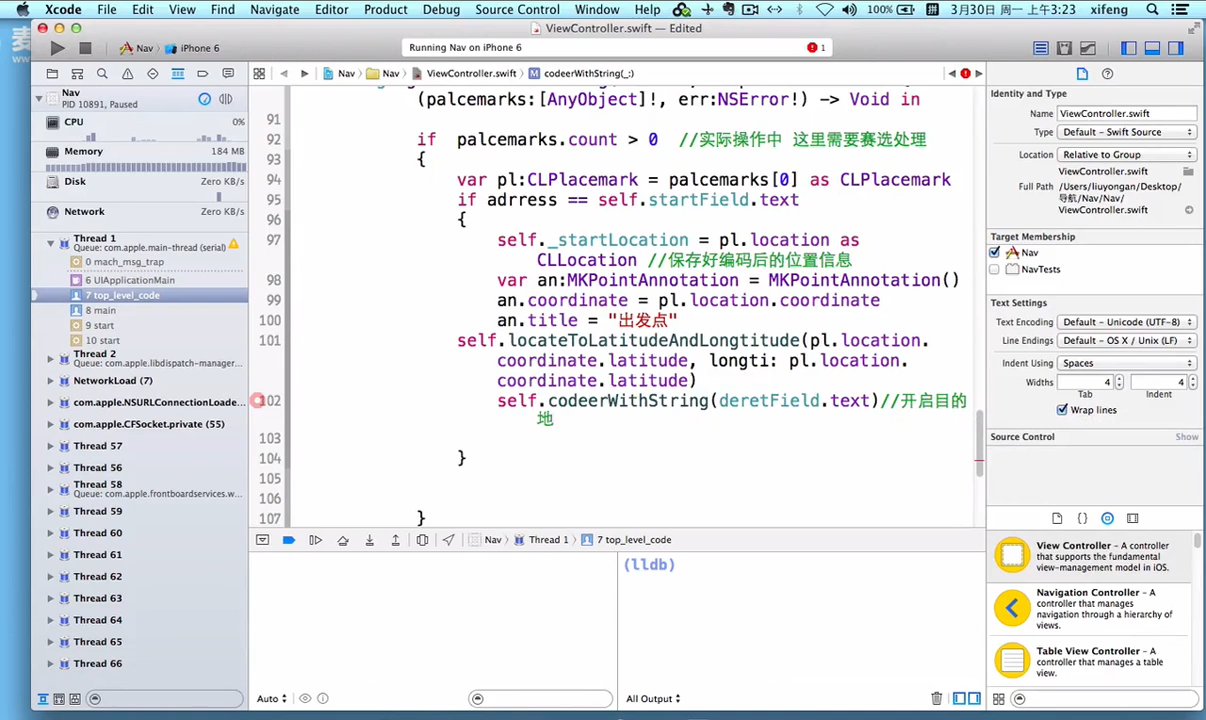 Xcode File Edit View Find Navigate Editor Product Debug Source Control Window Help 100% 拼 3月30日 周一 上午3:23 xifeng
ViewController.swift — Edited
Nav iPhone 6 Running Nav on iPhone 6 1
Nav Nav ViewController.swift codeerWithString(_:)
Nav
PID 10891, Paused
CPU 0%
Memory 184 MB
Disk Zero KB/s
Network Zero KB/s
Thread 1
Queue: com.apple.main-thread (serial)
0 mach_msg_trap
6 UIApplicationMain
7 top_level_code
8 main
9 start
10 start
Thread 2
Queue: com.apple.libdispatch-manager...
NetworkLoad (7)
com.apple.NSURLConnectionLoade...
com.apple.CFSocket.private (55)
Thread 57
Thread 56
Thread 58
Queue: com.apple.frontboardservices.w...
Thread 59
Thread 60
Thread 61
Thread 62
Thread 63
Thread 64
Thread 65
Thread 66
(palcemarks:[AnyObject]!, err:NSError!) -> Void in
91
92 if palcemarks.count > 0 //实际操作中 这里需要赛选处理
93 {
94 var pl:CLPlacemark = palcemarks[0] as CLPlacemark
95 if adrress == self.startField.text
96 {
97 self._startLocation = pl.location as
CLLocation //保存好编码后的位置信息
98 var an:MKPointAnnotation = MKPointAnnotation()
99 an.coordinate = pl.location.coordinate
100 an.title = "出发点"
101 self.locateToLatitudeAndLongtitude(pl.location.
coordinate.latitude, longti: pl.location.
coordinate.latitude)
102 self.codeerWithString(deretField.text)//开启目的
地
103
104 }
105
106
107 }
Nav Thread 1 7 top_level_code
(lldb)
Auto All Output
Identity and Type
Name ViewController.swift
Type Default - Swift Source
Location Relative to Group
ViewController.swift
Full Path /Users/liuyongan/Desktop/
导航/Nav/Nav/
ViewController.swift
Target Membership
Nav
NavTests
Text Settings
Text Encoding Default - Unicode (UTF-8)
Line Endings Default - OS X / Unix (LF)
Indent Using Spaces
Widths 4 4
Tab Indent
Wrap lines
Source Control Show
View Controller - A controller
that supports the fundamental
view-management model in iOS.
Navigation Controller - A
controller that manages
navigation through a hierarchy of
views.
Table View Controller - A
controller that manages a table
view.